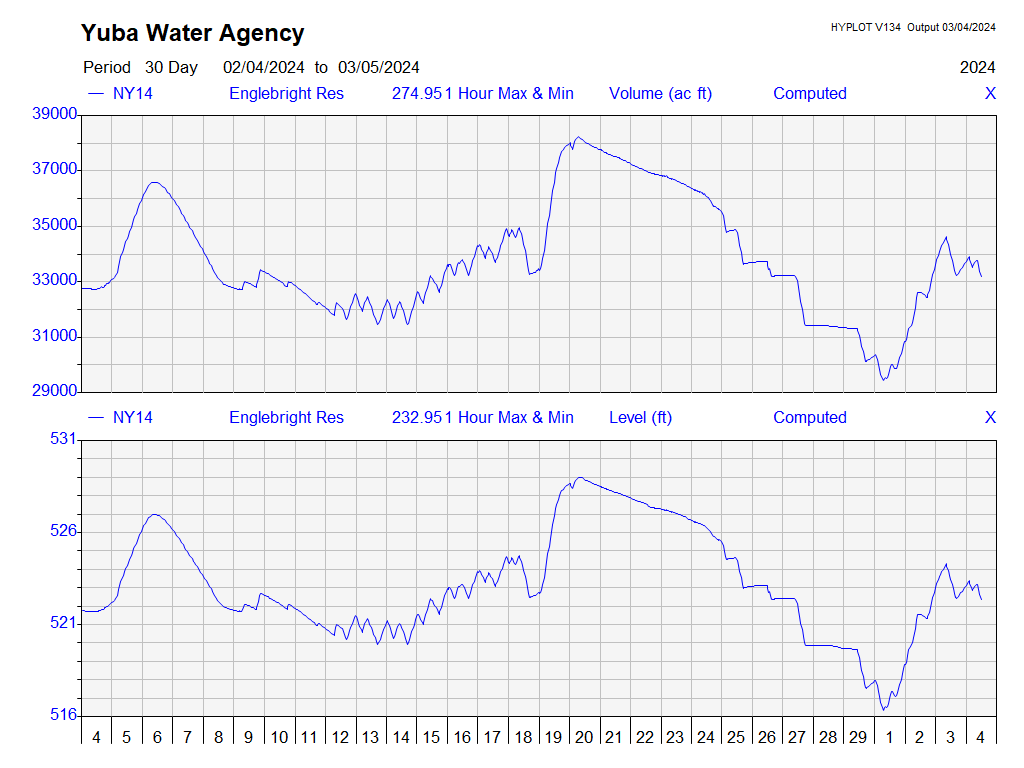 Yuba Water Agency
HYPLOT V134 Output 03/04/2024
Period 30 Day 02/04/2024 to 03/05/2024 2024
NY14 Englebright Res 274.951 Hour Max & Min Volume (ac ft) Computed X
39000
37000
35000
33000
31000
29000
NY14 Englebright Res 232.951 Hour Max & Min Level (ft) Computed X
531
526
521
516
4 5 6 7 8 9 10 11 12 13 14 15 16 17 18 19 20 21 22 23 24 25 26 27 28 29 1 2 3 4